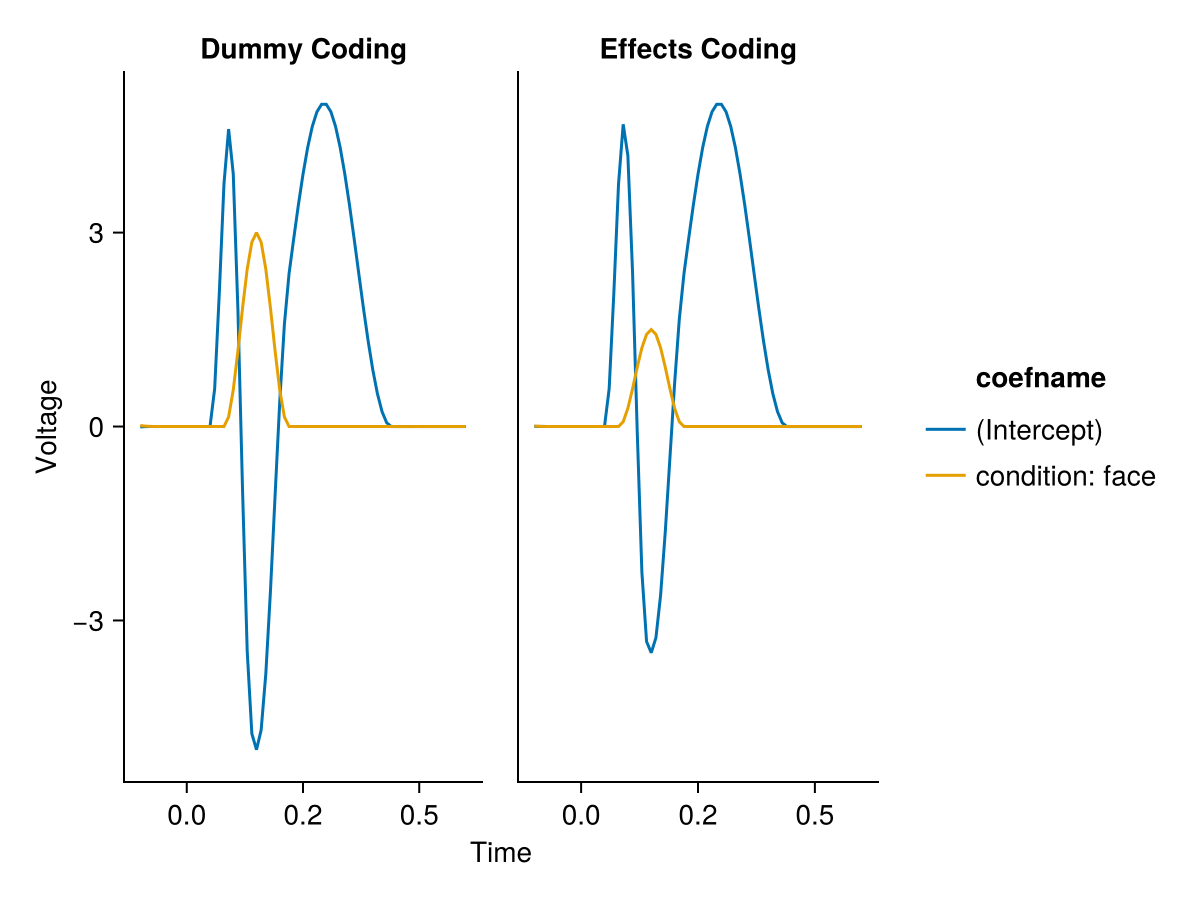 Dummy Coding
Effects Coding
Voltage
3
0
−3
0.0
0.2
0.5
0.0
0.2
0.5
Time
coefname
(Intercept)
condition: face